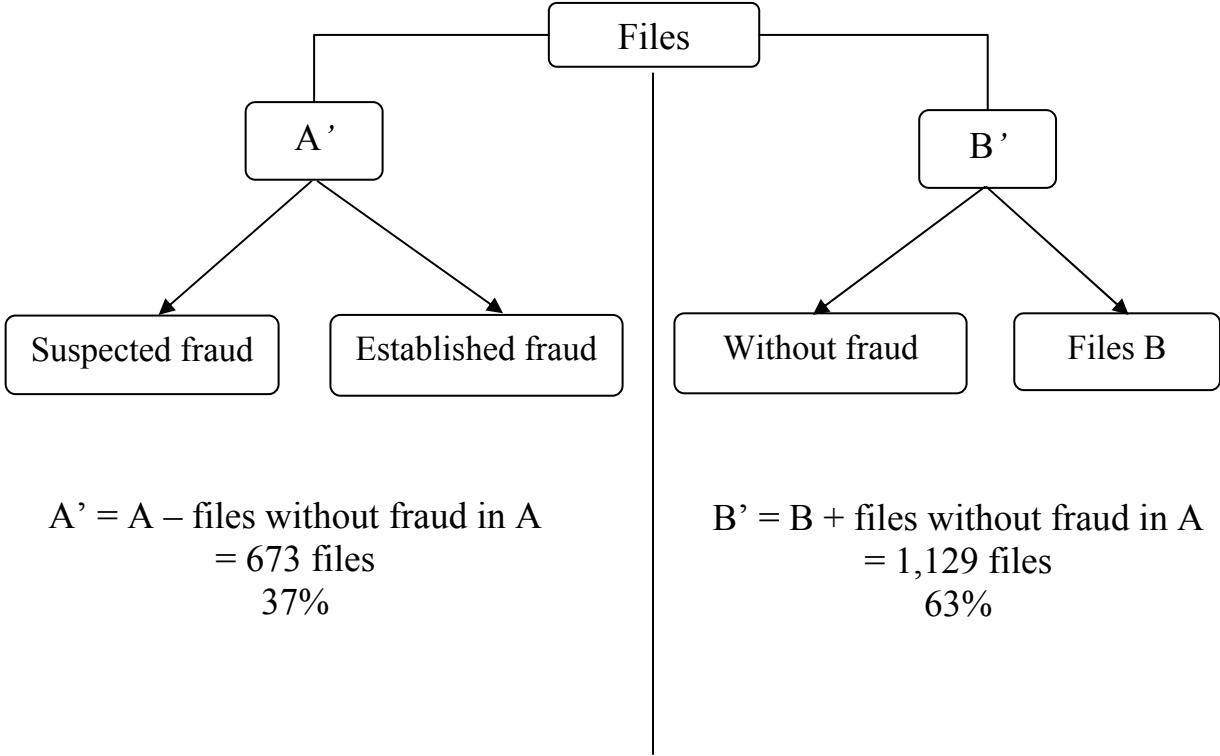 Files
A’
B’
Suspected fraud
Established fraud
Without fraud
Files B
A’ = A – files without fraud in A
= 673 files
37%
B’ = B + files without fraud in A
= 1,129 files
63%